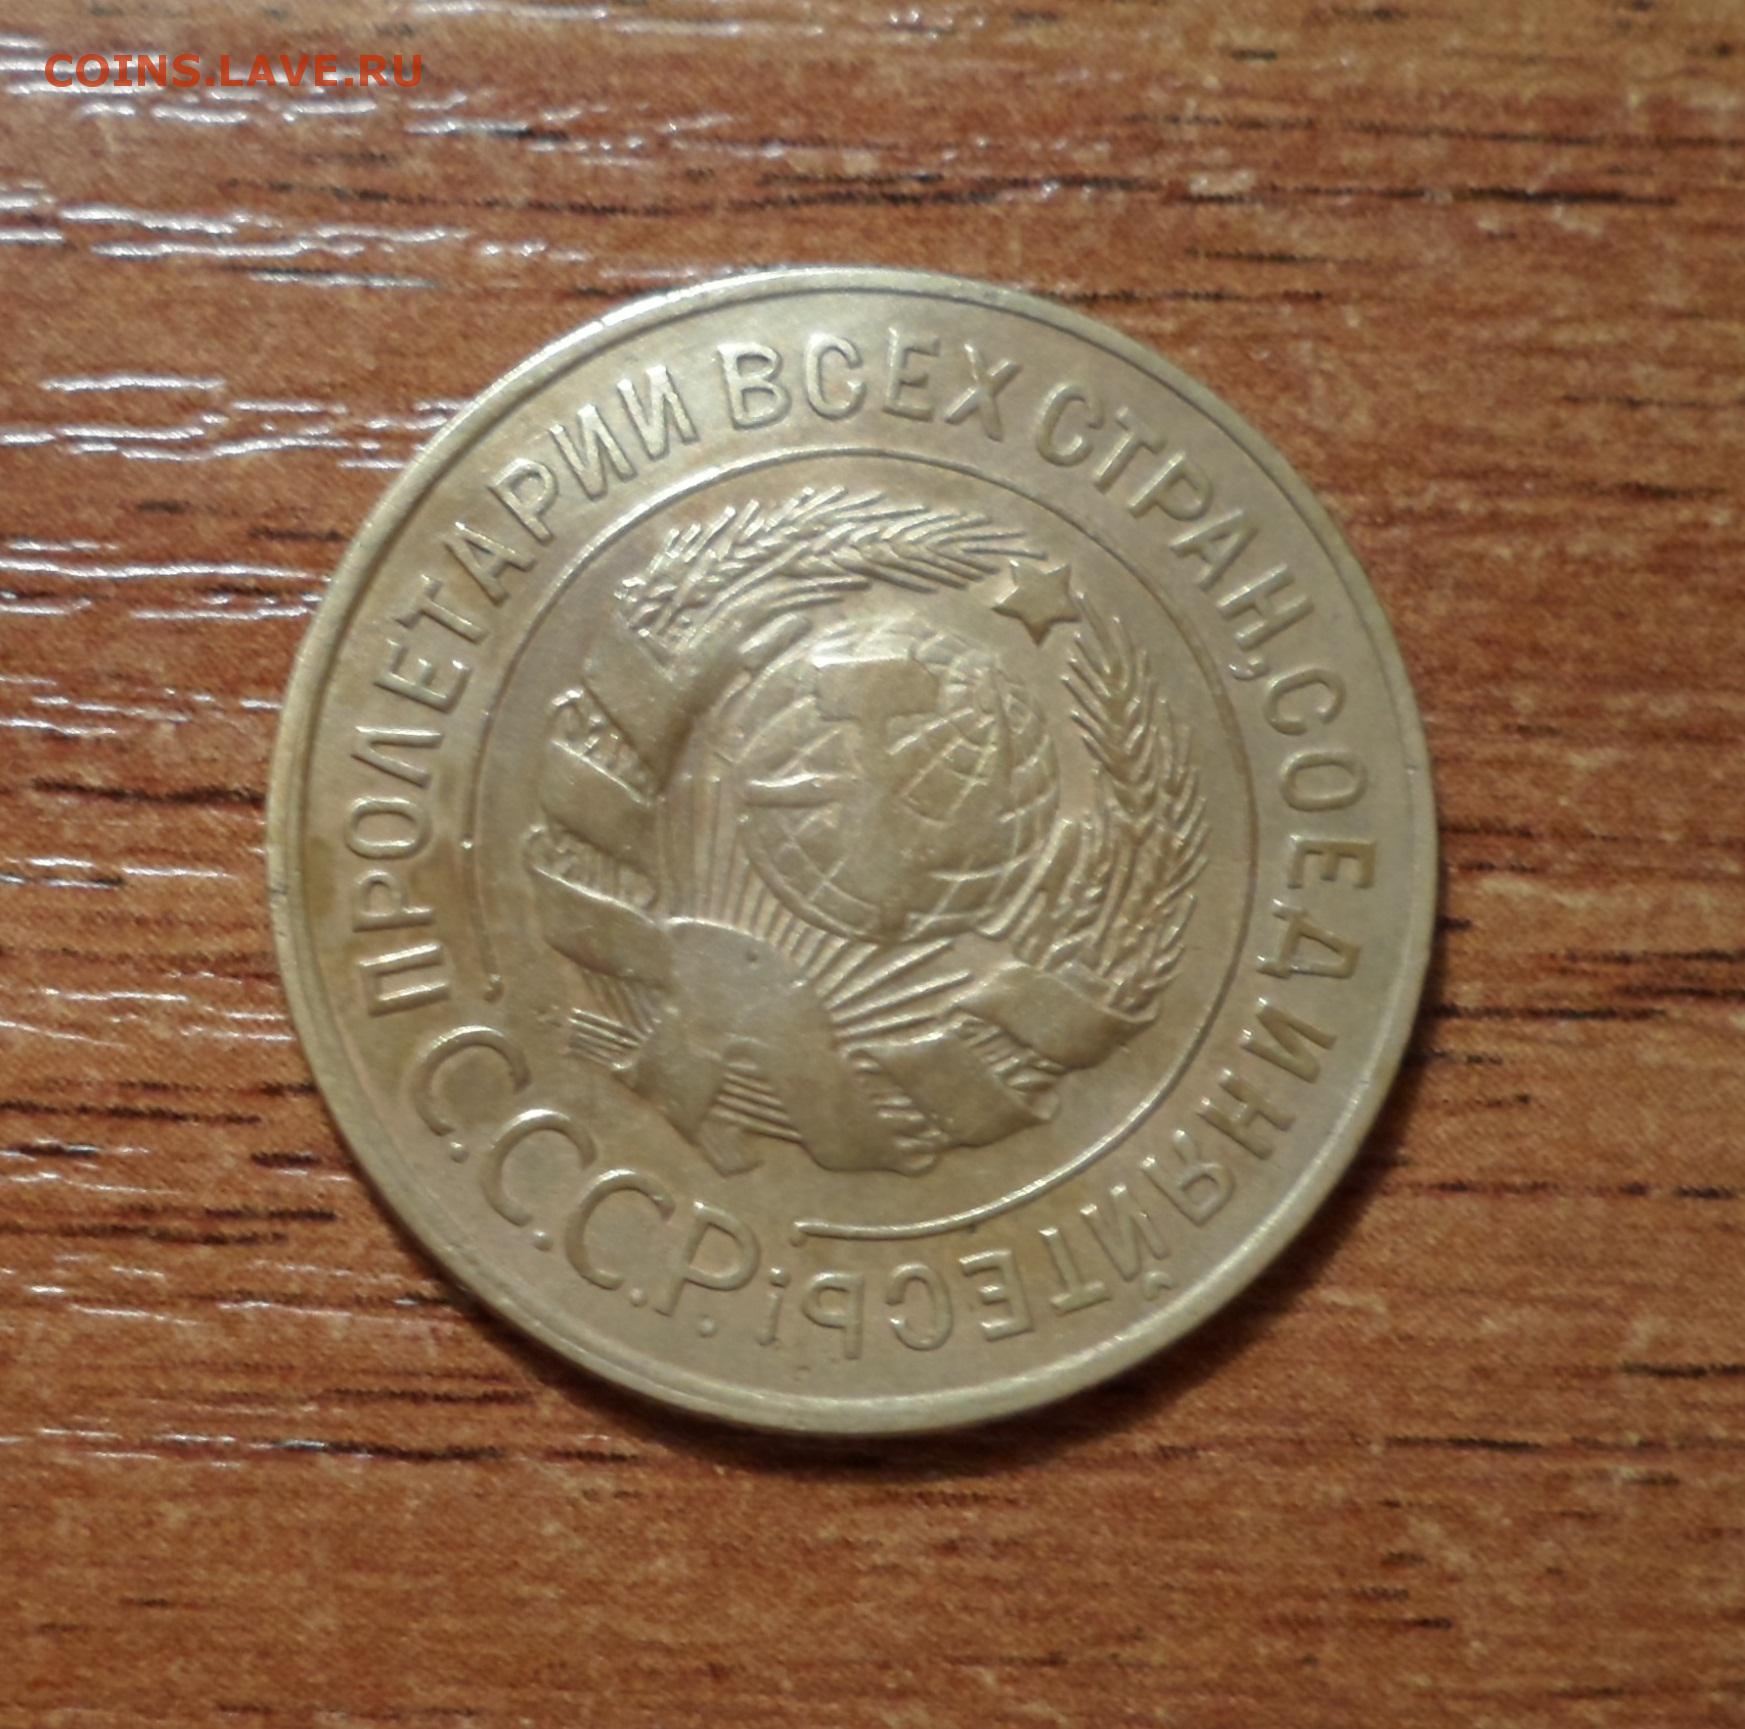 COINS.LAVE.RU
ПРОЛЕТАРИИ ВСЕХ СТРАН, СОЕДИНЯЙТЕСЬ!
С.С.С.Р.